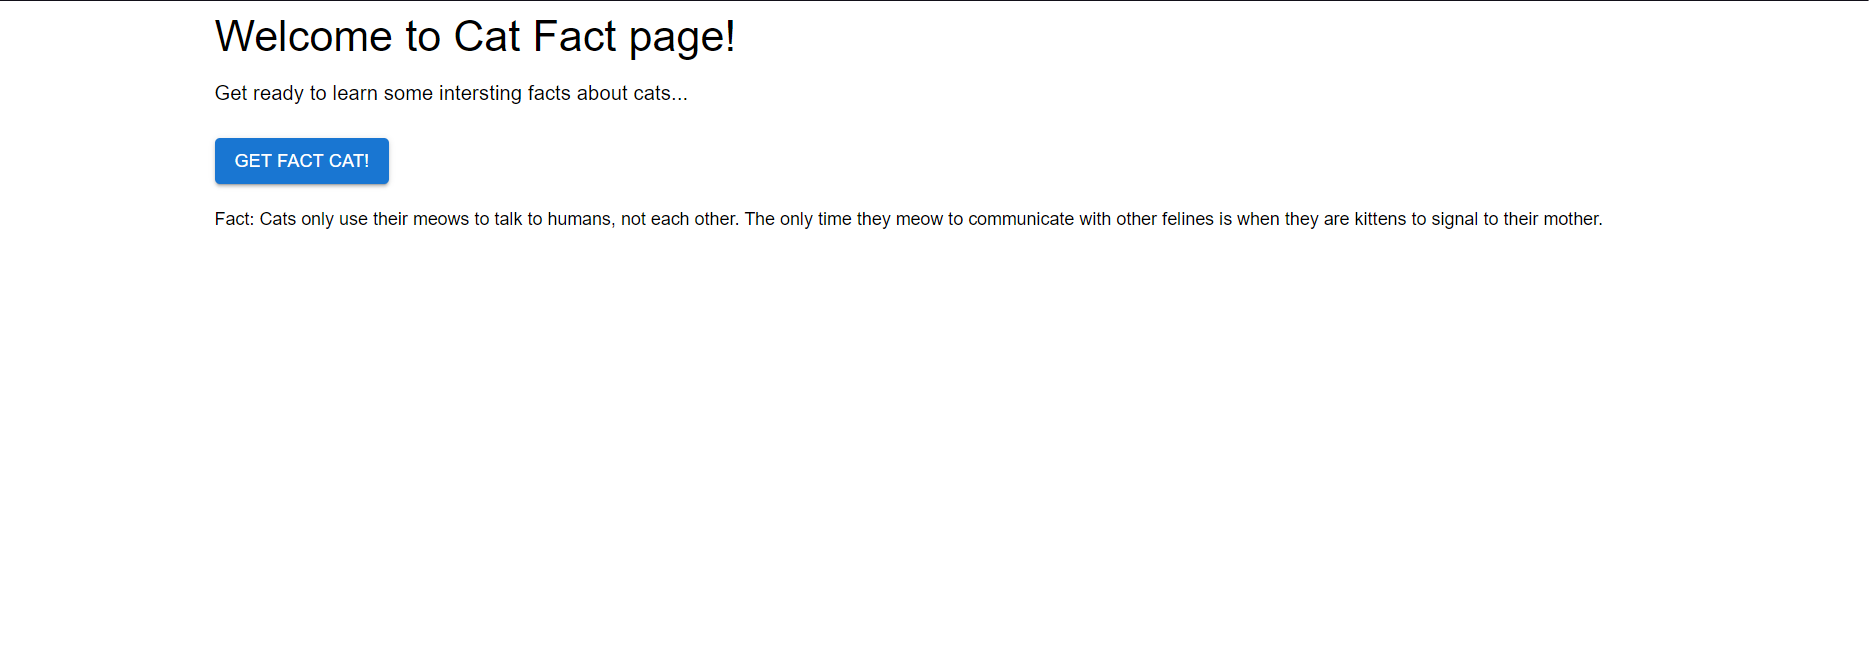 Welcome to Cat Fact page!
Get ready to learn some intersting facts about cats...
GET FACT CAT!
Fact: Cats only use their meows to talk to humans, not each other. The only time they meow to communicate with other felines is when they are kittens to signal to their mother.